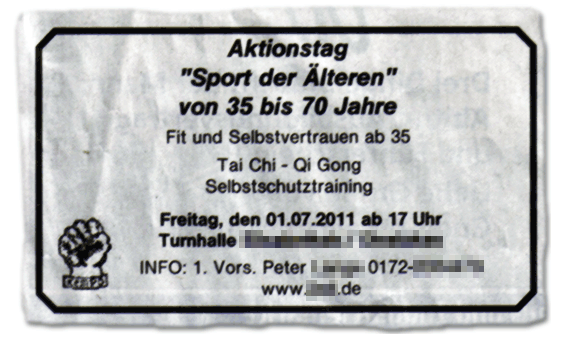 Aktionstag
"Sport der Älteren"
von 35 bis 70 Jahre
Fit und Selbstvertrauen ab 35
Tai Chi - Qi Gong
Selbstschutztraining
Freitag, den 01.07.2011 ab 17 Uhr
Turnhalle
INFO: 1. Vors. Peter 0172-
www. .de